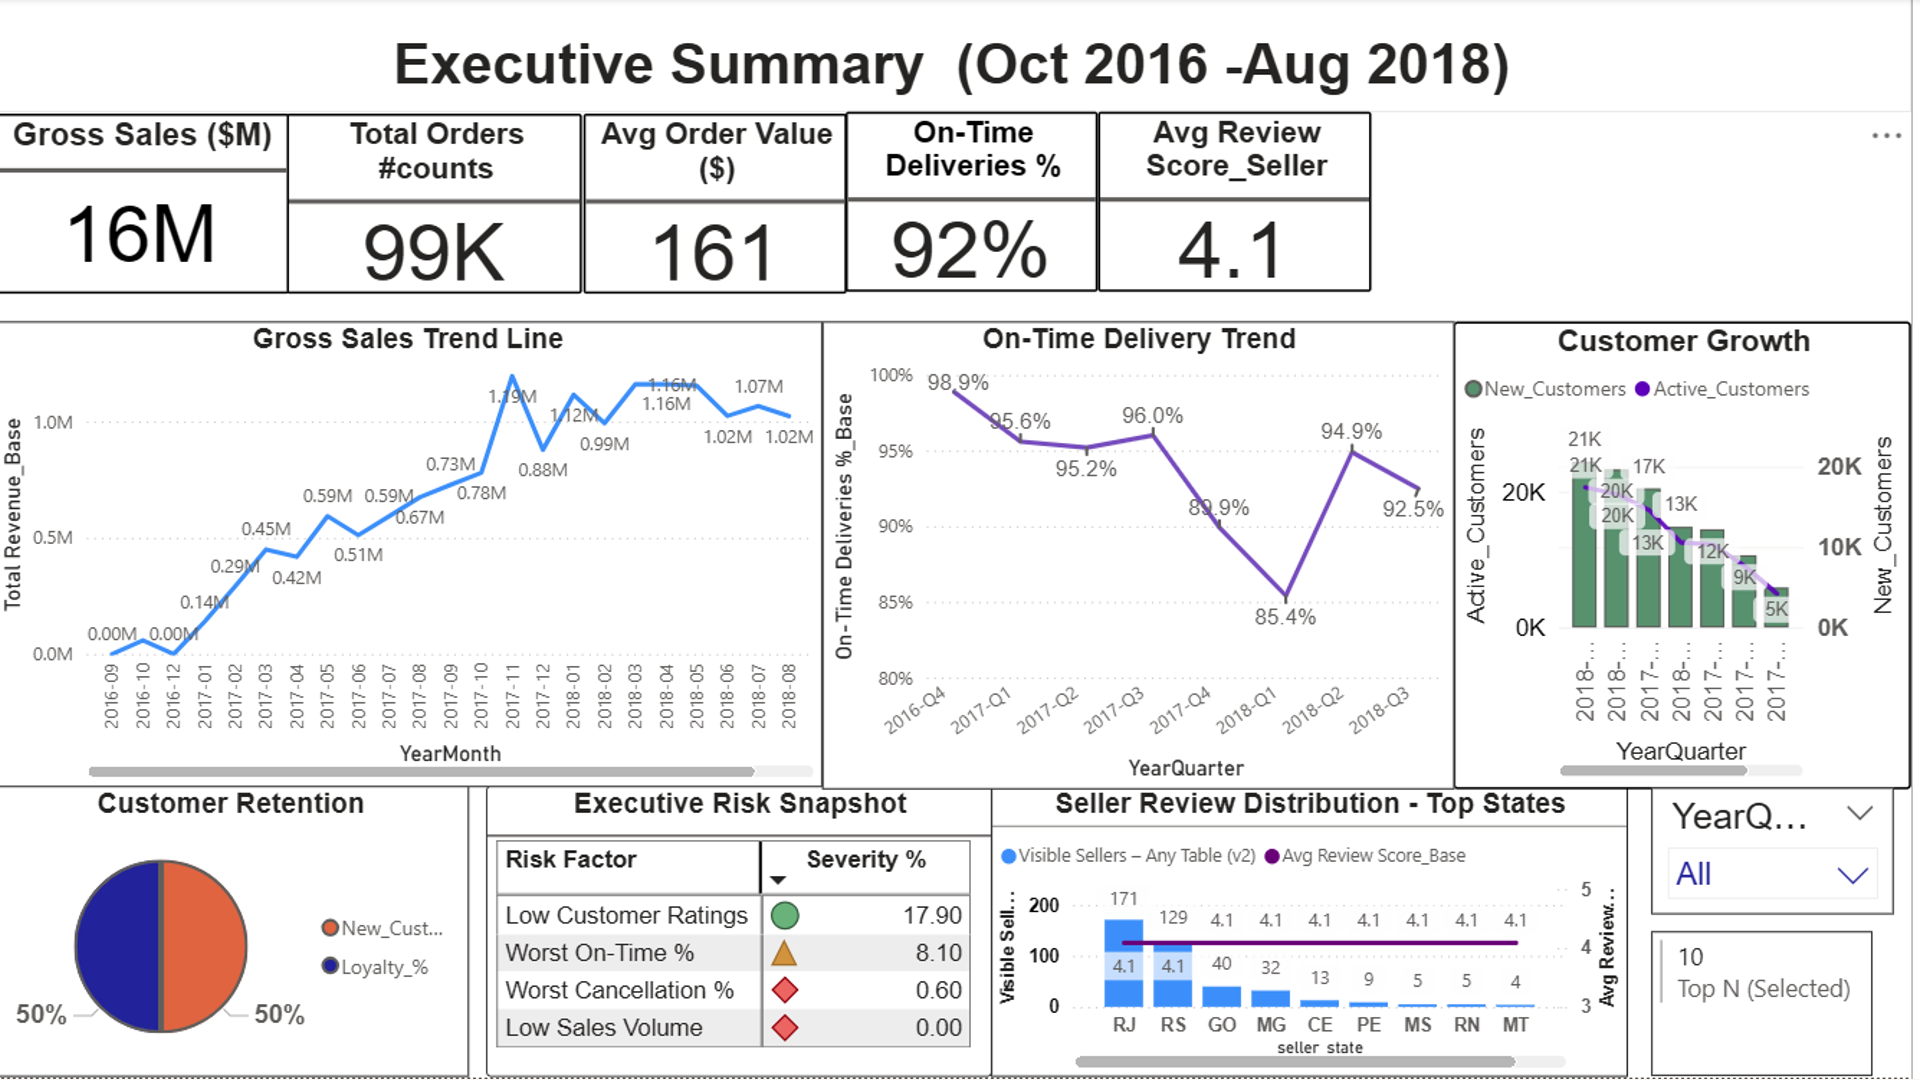 Executive Summary  (Oct 2016 -Aug 2018)
Gross Sales ($M)
16M
Total Orders
#counts
99K
Avg Order Value
($)
161
On-Time
Deliveries %
92%
Avg Review
Score_Seller
4.1
Gross Sales Trend Line
Total Revenue_Base
1.0M
0.5M
0.0M
0.00M
0.00M
0.14M
0.29M
0.45M
0.42M
0.59M
0.51M
0.59M
0.67M
0.73M
0.78M
1.19M
0.88M
1.12M
0.99M
1.16M
1.16M
1.02M
1.07M
1.02M
2016-09
2016-10
2016-12
2017-01
2017-02
2017-03
2017-04
2017-05
2017-06
2017-07
2017-08
2017-09
2017-10
2017-11
2017-12
2018-01
2018-02
2018-03
2018-04
2018-05
2018-06
2018-07
2018-08
YearMonth
On-Time Delivery Trend
On-Time Deliveries %_Base
100%
95%
90%
85%
80%
98.9%
95.6%
95.2%
96.0%
89.9%
85.4%
94.9%
92.5%
2016-Q4
2017-Q1
2017-Q2
2017-Q3
2017-Q4
2018-Q1
2018-Q2
2018-Q3
YearQuarter
Customer Growth
New_Customers
Active_Customers
Active_Customers
20K
0K
21K
21K
20K
20K
17K
13K
13K
12K
9K
5K
20K
10K
0K
New_Customers
2018-...
2018-...
2017-...
2018-...
2017-...
2017-...
2017-...
YearQuarter
Customer Retention
50%
50%
New_Cust...
Loyalty_%
Executive Risk Snapshot
Risk Factor Severity %
Low Customer Ratings 17.90
Worst On-Time % 8.10
Worst Cancellation % 0.60
Low Sales Volume 0.00
Seller Review Distribution - Top States
Visible Sellers – Any Table (v2)
Avg Review Score_Base
Visible Sell...
200
100
0
171
129
4.1 4.1 4.1 4.1 4.1 4.1 4.1
4.1 4.1 40 32 13 9 5 5 4
5
4
3
Avg Review...
RJ RS GO MG CE PE MS RN MT
seller_state
YearQ...
All
10
Top N (Selected)